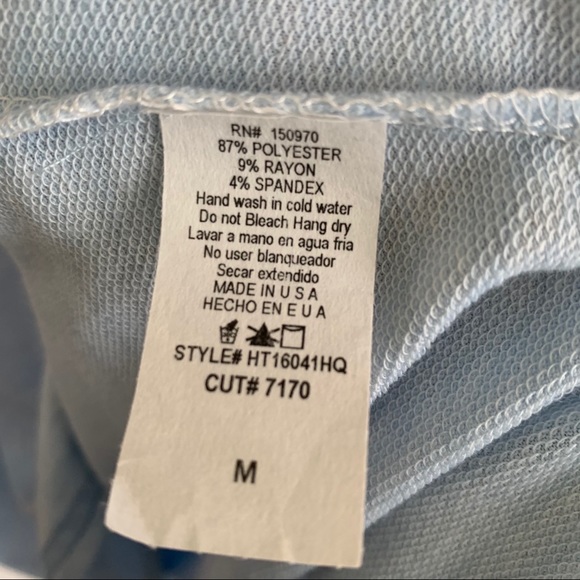 RN# 150970
87% POLYESTER
9% RAYON
4% SPANDEX
Hand wash in cold water
Do not Bleach Hang dry
Lavar a mano en agua fria
No user blanqueador
Secar extendido
MADE IN U S A
HECHO EN E U A
STYLE# HT16041HQ
CUT# 7170
M